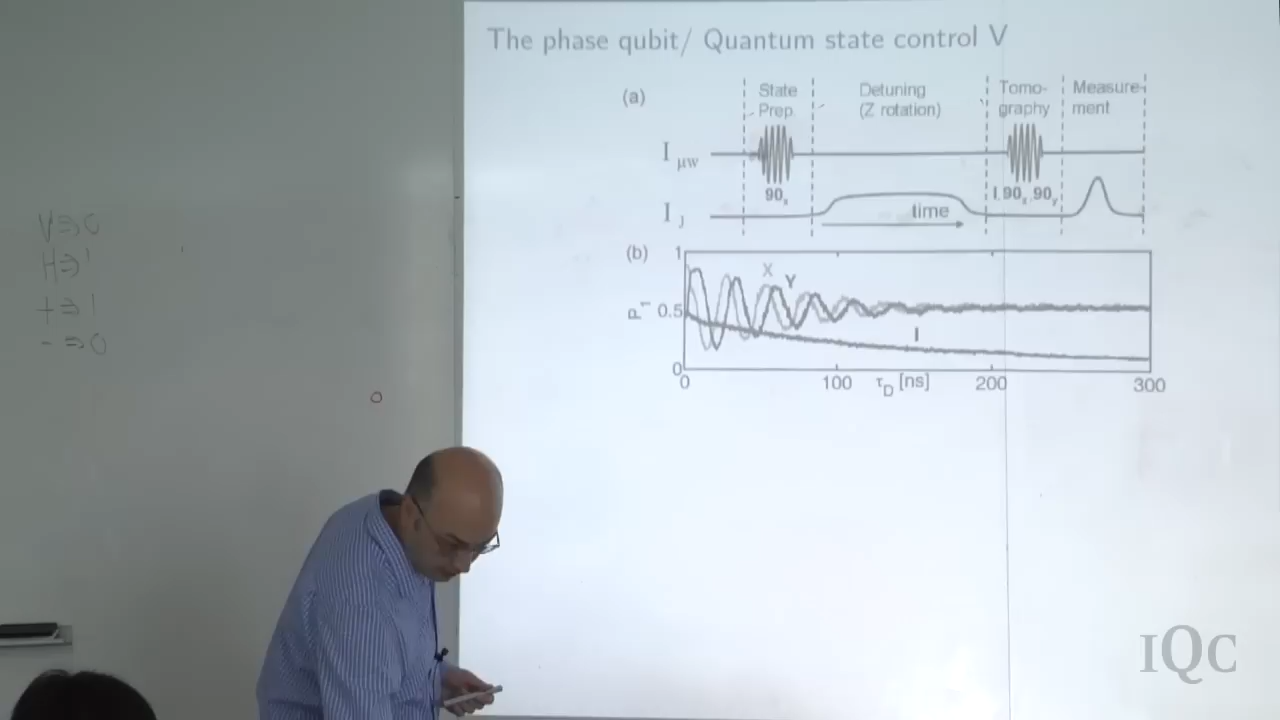 The phase qubit/ Quantum state control V
(a)
State Prep.
Detuning (Z rotation)
Tomo-graphy
Measure-ment
I μw
90x
I,90x,90y
I J
time
(b)
1
X
Y
P1
0.5
I
0
0
100
τD [ns]
200
300
V⇒0
H⇒1
+⇒1
-⇒0
IQC